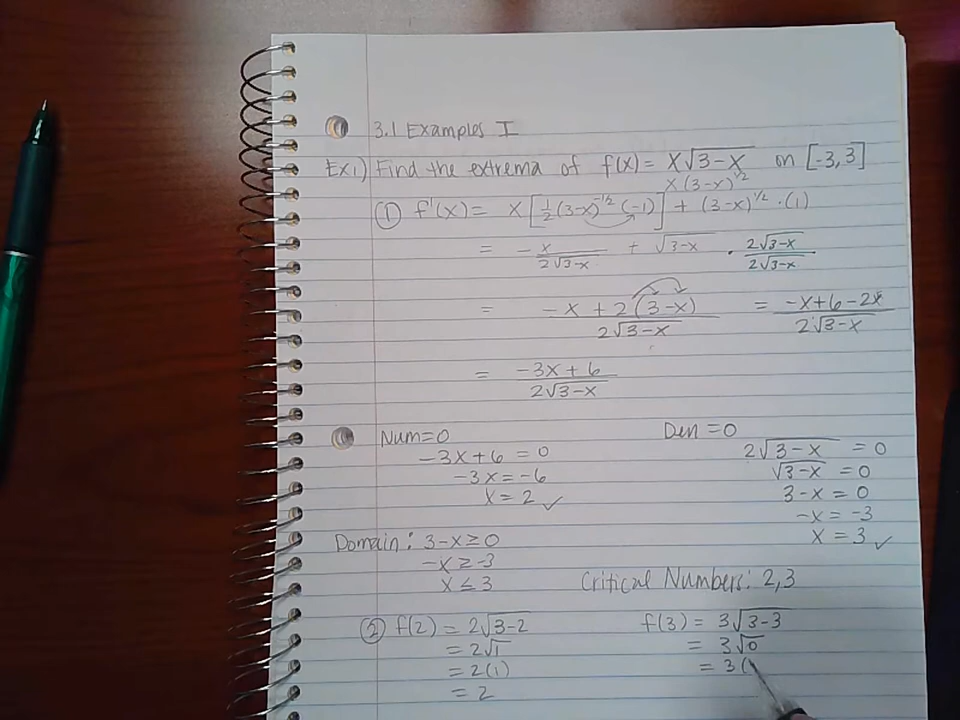 3.1 Examples I
Ex.1) Find the extrema of f(x) = x√3-x on [-3,3]
x(3-x)^1/2
① f'(x) = x[1/2(3-x)^-1/2(-1)] + (3-x)^1/2 · (1)
= -x/2√3-x + √3-x · 2√3-x/2√3-x
= -x + 2(3-x)/2√3-x = -x+6-2x/2√3-x
= -3x+6/2√3-x
Num=0 Den=0
-3x+6 = 0 2√3-x = 0
-3x = -6 √3-x = 0
x = 2 ✓ 3-x = 0
-x = -3
x = 3 ✓
Domain: 3-x ≥ 0
-x ≥ -3
x ≤ 3 Critical Numbers: 2,3
② f(2) = 2√3-2 f(3) = 3√3-3
= 2√1 = 3√0
= 2(1) = 3(
= 2